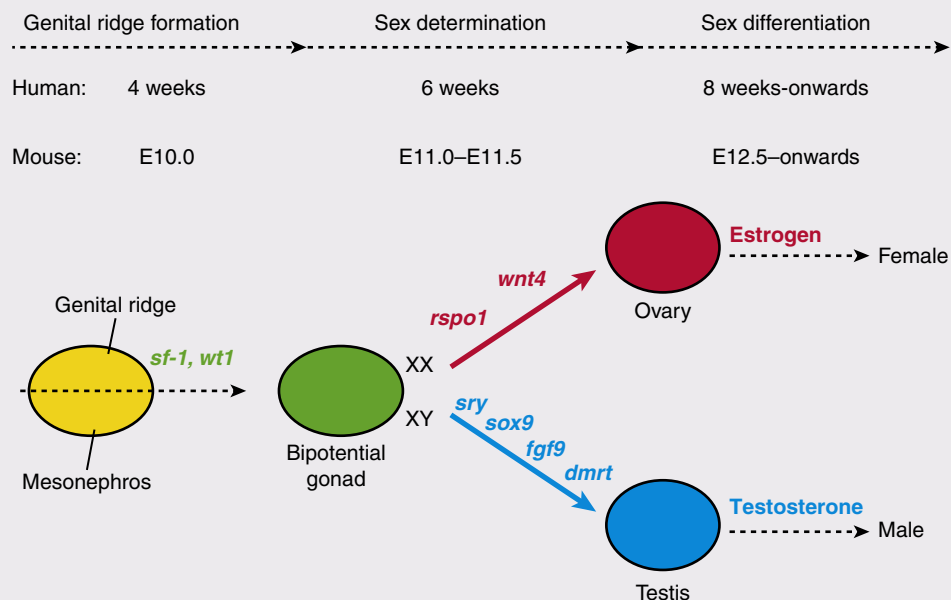 Genital ridge formation
Sex determination
Sex differentiation
Human:
4 weeks
6 weeks
8 weeks-onwards
Mouse:
E10.0
E11.0–E11.5
E12.5–onwards
Genital ridge
sf-1, wt1
Mesonephros
Bipotential
gonad
XX
XY
wnt4
rspo1
sry
sox9
fgf9
dmrt
Ovary
Estrogen
Female
Testosterone
Male
Testis